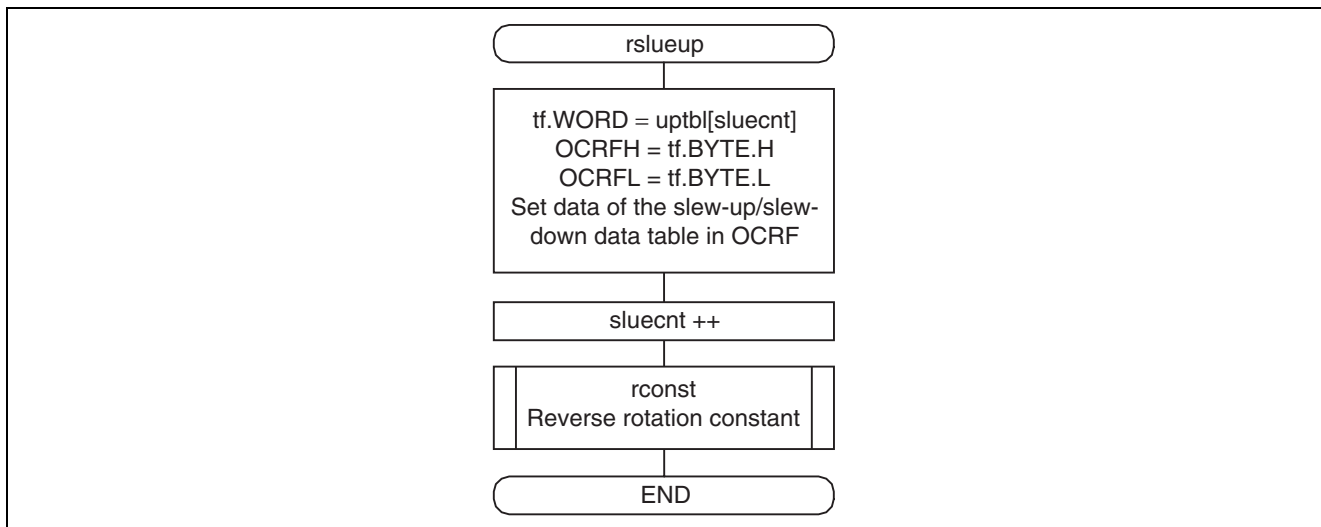 rslueup
tf.WORD = uptbl[sluecnt]
OCRFH = tf.BYTE.H
OCRFL = tf.BYTE.L
Set data of the slew-up/slew-
down data table in OCRF
sluecnt ++
rconst
Reverse rotation constant
END